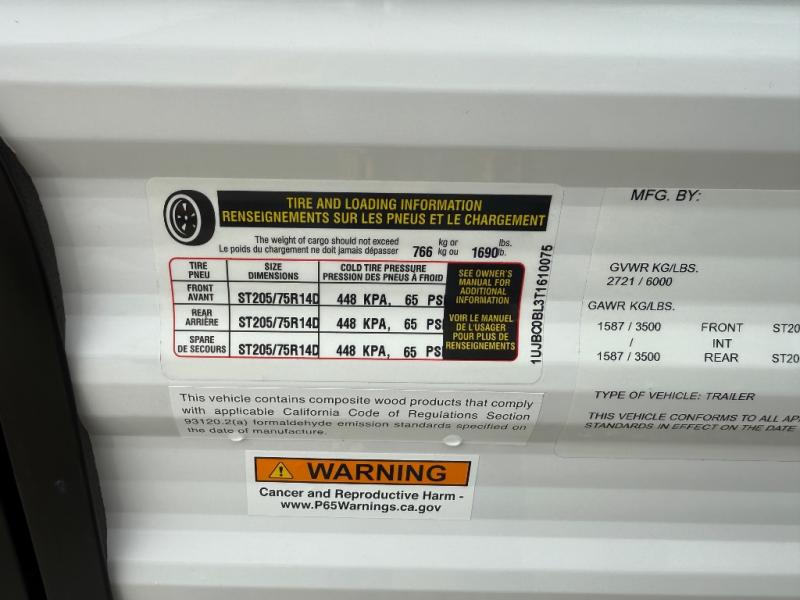 TIRE AND LOADING INFORMATION
RENSEIGNEMENTS SUR LES PNEUS ET LE CHARGEMENT
The weight of cargo should not exceed
Le poids du chargement ne doit jamais dépasser
766 kg or
kg ou
1690 lbs.
lb.
TIRE
PNEU
SIZE
DIMENSIONS
COLD TIRE PRESSURE
PRESSION DES PNEUS À FROID
FRONT
AVANT
ST205/75R14D
448 KPA, 65 PSI
REAR
ARRIÈRE
ST205/75R14D
448 KPA, 65 PSI
SPARE
DE SECOURS
ST205/75R14D
448 KPA, 65 PSI
SEE OWNER'S
MANUAL FOR
ADDITIONAL
INFORMATION
VOIR LE MANUEL
DE L'USAGER
POUR PLUS DE
RENSEIGNEMENTS
1UJBC0BL3T1610075
This vehicle contains composite wood products that comply
with applicable California Code of Regulations Section
93120.2(a) formaldehyde emission standards specified on
the date of manufacture.
WARNING
Cancer and Reproductive Harm -
www.P65Warnings.ca.gov
MFG. BY:
GVWR KG/LBS.
2721 / 6000
GAWR KG/LBS.
1587 / 3500 FRONT ST20
/ INT
1587 / 3500 REAR ST20
TYPE OF VEHICLE: TRAILER
THIS VEHICLE CONFORMS TO ALL AP
STANDARDS IN EFFECT ON THE DATE